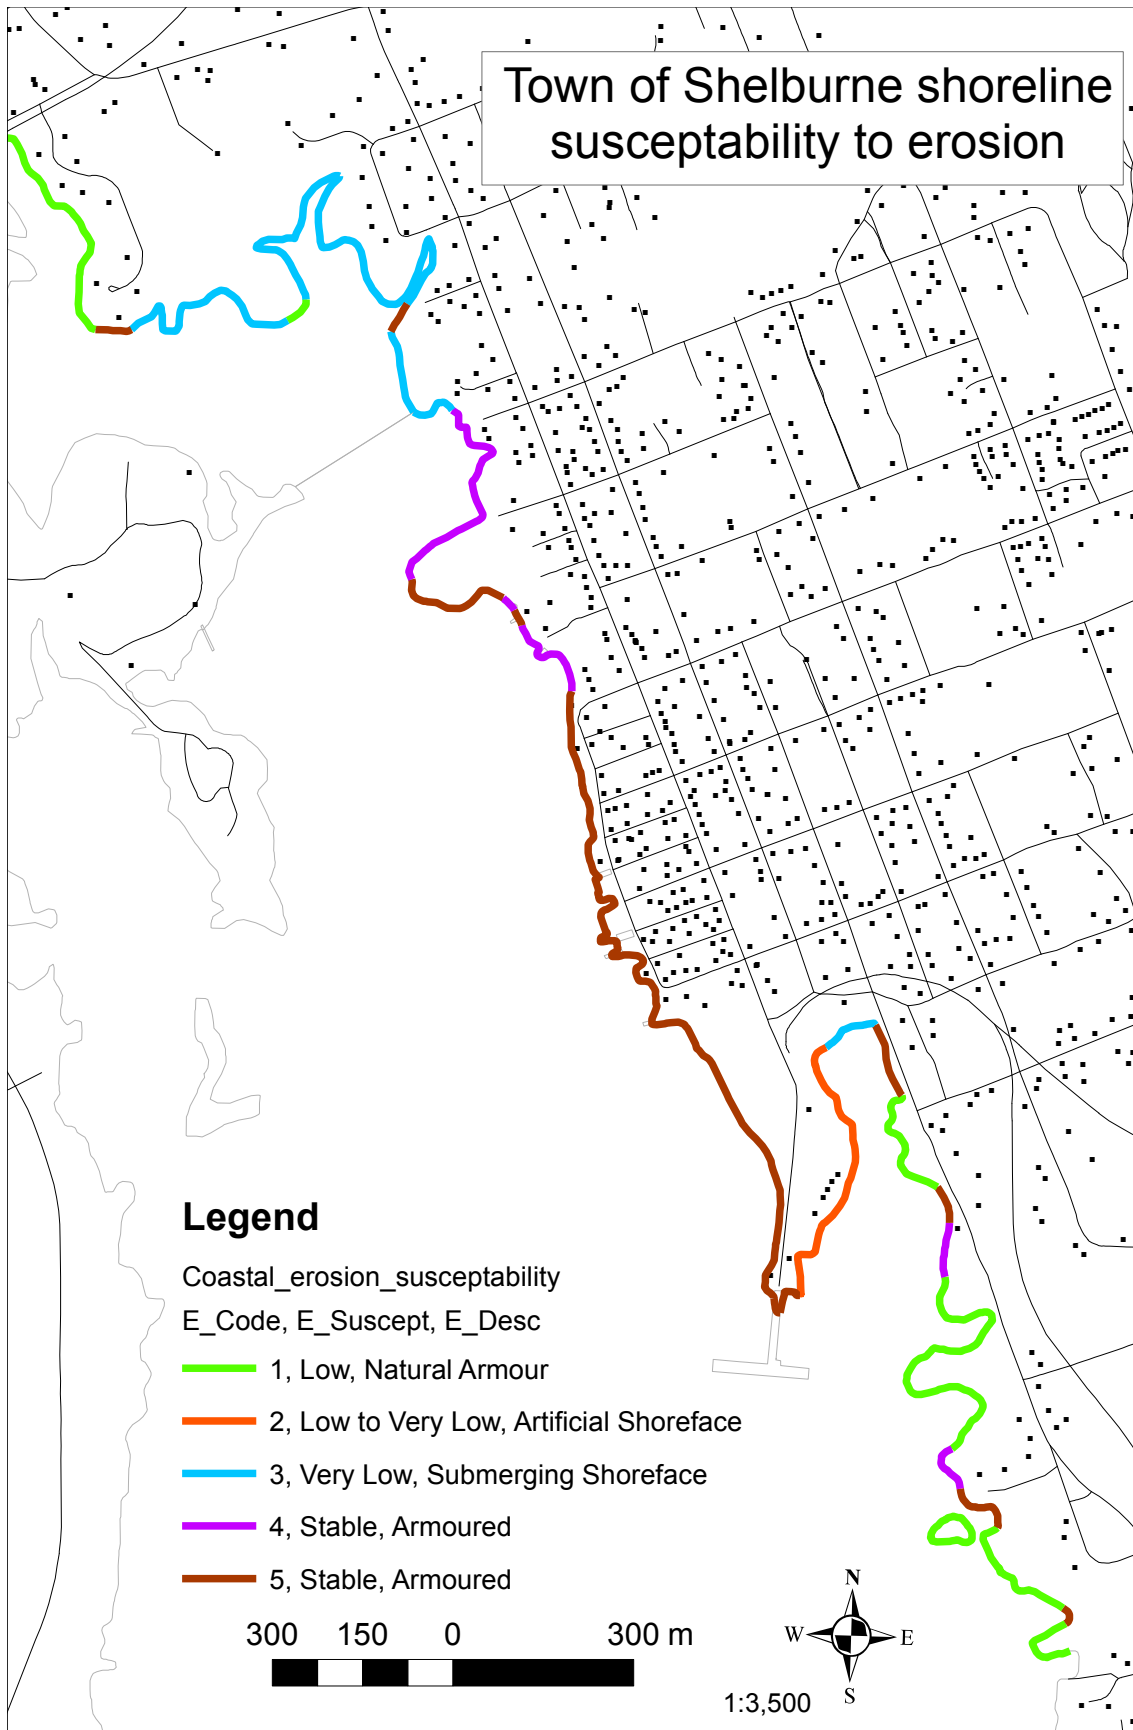 Town of Shelburne shoreline
susceptability to erosion
Legend
Coastal_erosion_susceptability
E_Code, E_Suscept, E_Desc
1, Low, Natural Armour
2, Low to Very Low, Artificial Shoreface
3, Very Low, Submerging Shoreface
4, Stable, Armoured
5, Stable, Armoured
300 150 0 300 m
N
W E
S
1:3,500